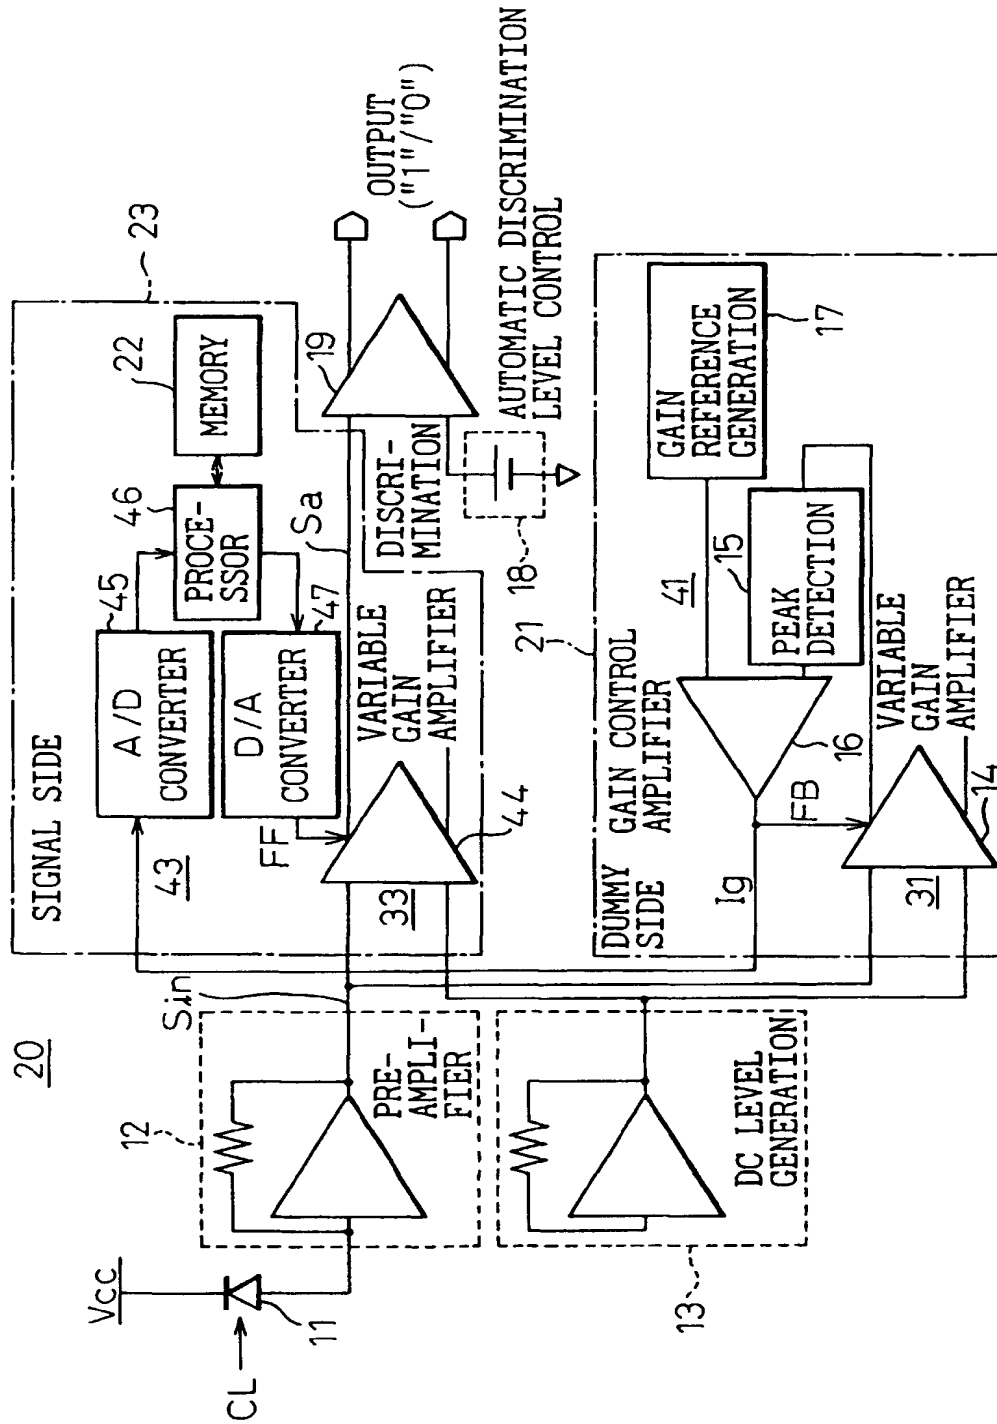 20
Vcc
CL
11
12
PRE-
AMPLI-
FIER
Sin
13
DC LEVEL
GENERATION
SIGNAL SIDE
23
43
A/D
CONVERTER
45
46
PROCE-
SSOR
22
MEMORY
D/A
CONVERTER
47
FF
33
44
VARIABLE
GAIN
AMPLIFIER
Sa
DISCRI-
MINATION
19
OUTPUT
("1"/"0")
18
AUTOMATIC DISCRIMINATION
LEVEL CONTROL
21
DUMMY
SIDE
GAIN CONTROL
AMPLIFIER
Ig
FB
16
41
15
PEAK
DETECTION
GAIN
REFERENCE
GENERATION
17
31
14
VARIABLE
GAIN
AMPLIFIER